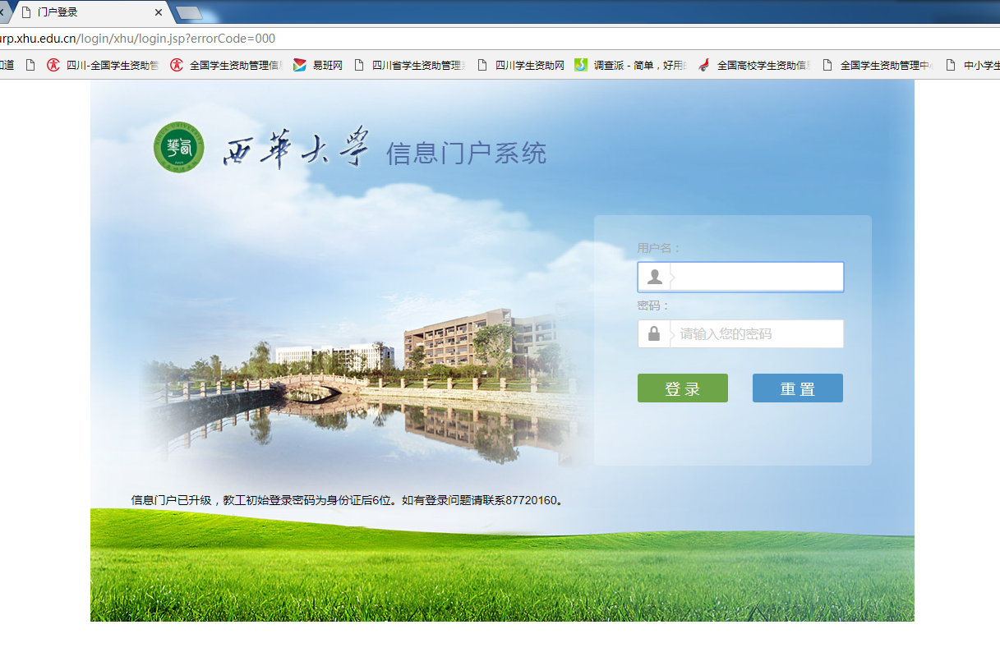 门户登录
urp.xhu.edu.cn/login/xhu/login.jsp?errorCode=000
知道 四川-全国学生资助管 全国学生资助管理信息 易班网 四川省学生资助管理 四川学生资助网 调查派 - 简单，好用 全国高校学生资助信息 全国学生资助管理中心 中小学生
西華大学 信息门户系统
用户名：
密码：
请输入您的密码
登 录 重 置
信息门户已升级，教工初始登录密码为身份证后6位。如有登录问题请联系87720160。